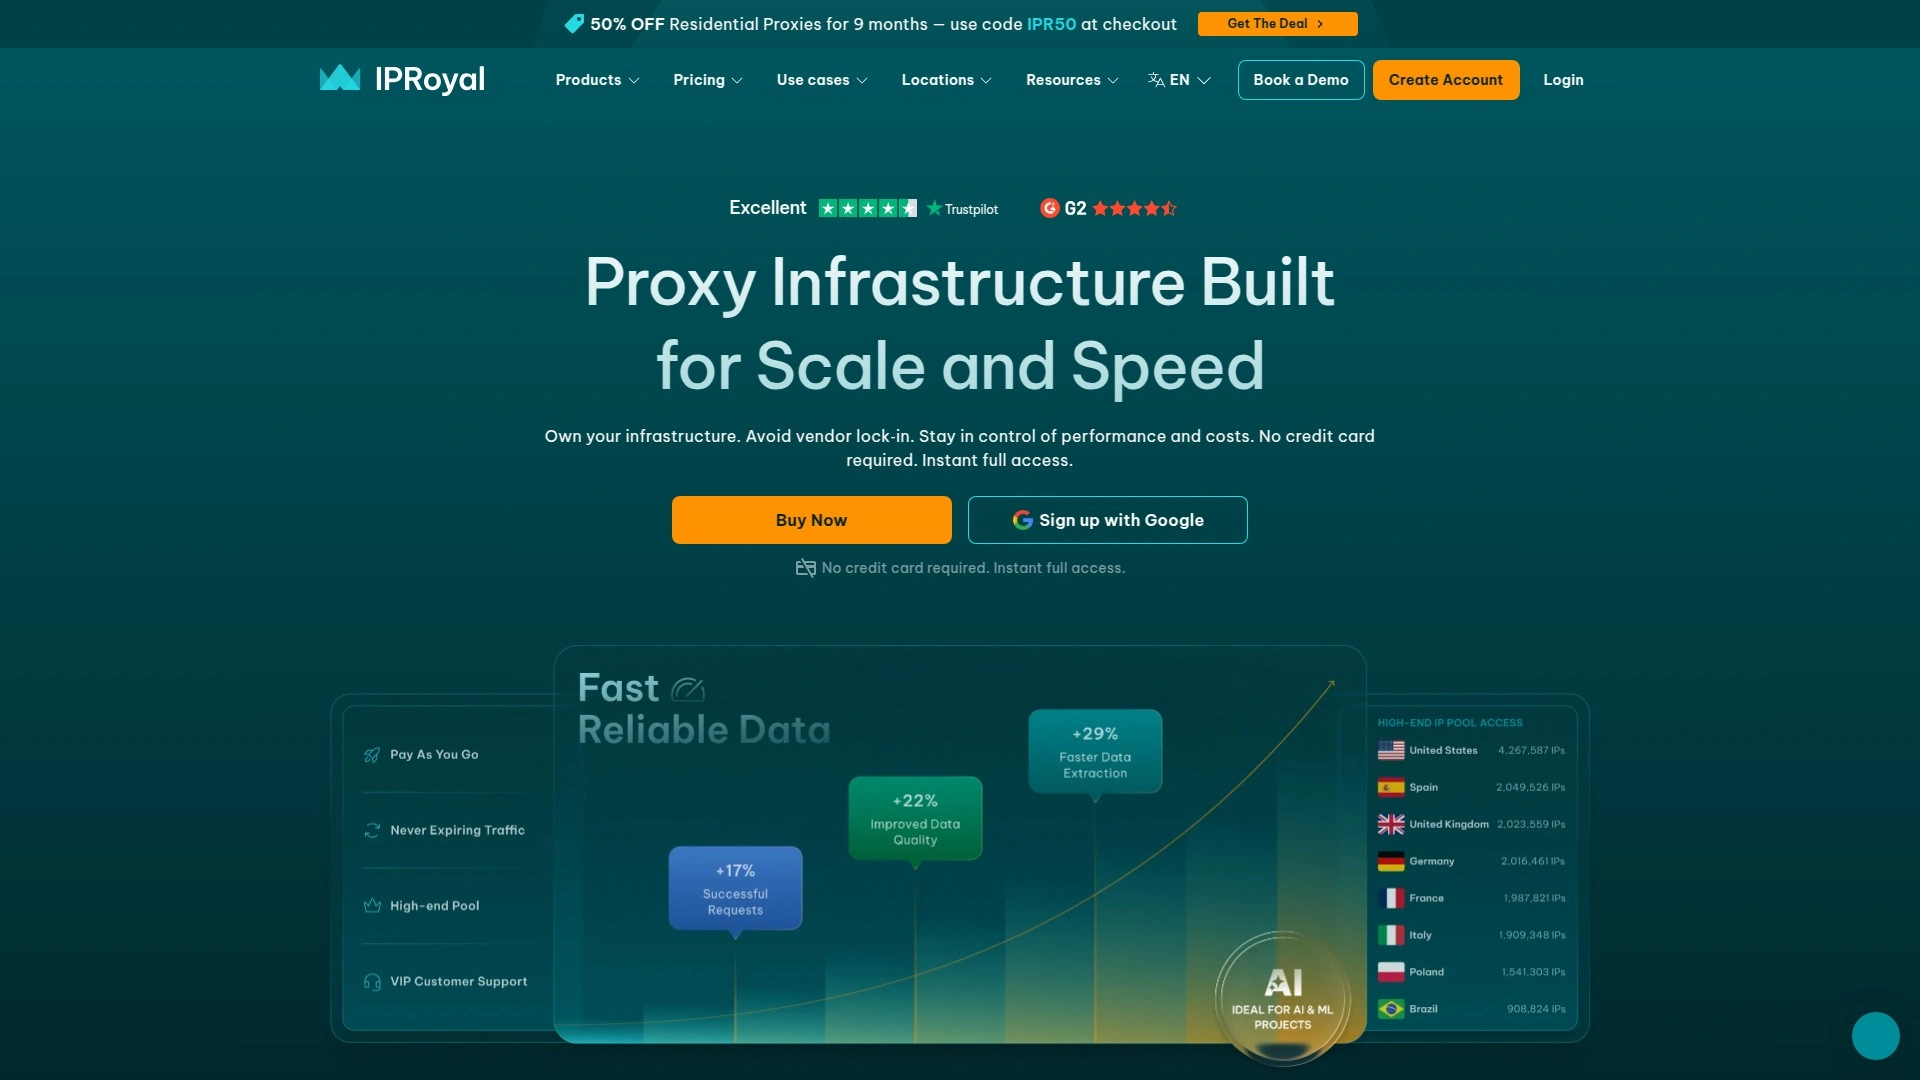 50% OFF Residential Proxies for 9 months — use code IPR50 at checkout
Get The Deal
IPRoyal
Products
Pricing
Use cases
Locations
Resources
EN
Book a Demo
Create Account
Login
Excellent
Trustpilot
G2
Proxy Infrastructure Built
for Scale and Speed
Own your infrastructure. Avoid vendor lock-in. Stay in control of performance and costs. No credit card
required. Instant full access.
Buy Now
Sign up with Google
No credit card required. Instant full access.
Pay As You Go
Never Expiring Traffic
High-end Pool
VIP Customer Support
Fast
Reliable Data
+17%
Successful
Requests
+22%
Improved Data
Quality
+29%
Faster Data
Extraction
AI
IDEAL FOR AI & ML
PROJECTS
HIGH-END IP POOL ACCESS
United States 4,267,587 IPs
Spain 2,049,526 IPs
United Kingdom 2,023,559 IPs
Germany 2,016,461 IPs
France 1,987,821 IPs
Italy 1,909,348 IPs
Poland 1,541,303 IPs
Brazil 908,824 IPs